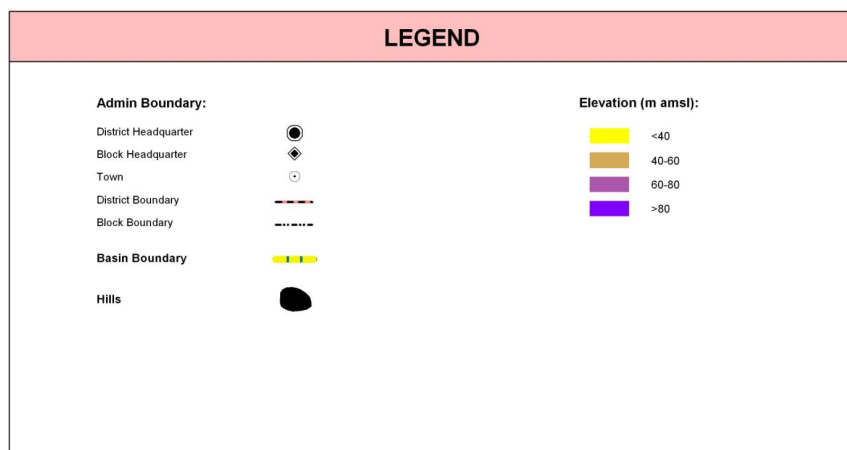 LEGEND
Admin Boundary:
District Headquarter
Block Headquarter
Town
District Boundary
Block Boundary
Basin Boundary
Hills
Elevation (m amsl):
<40
40-60
60-80
>80